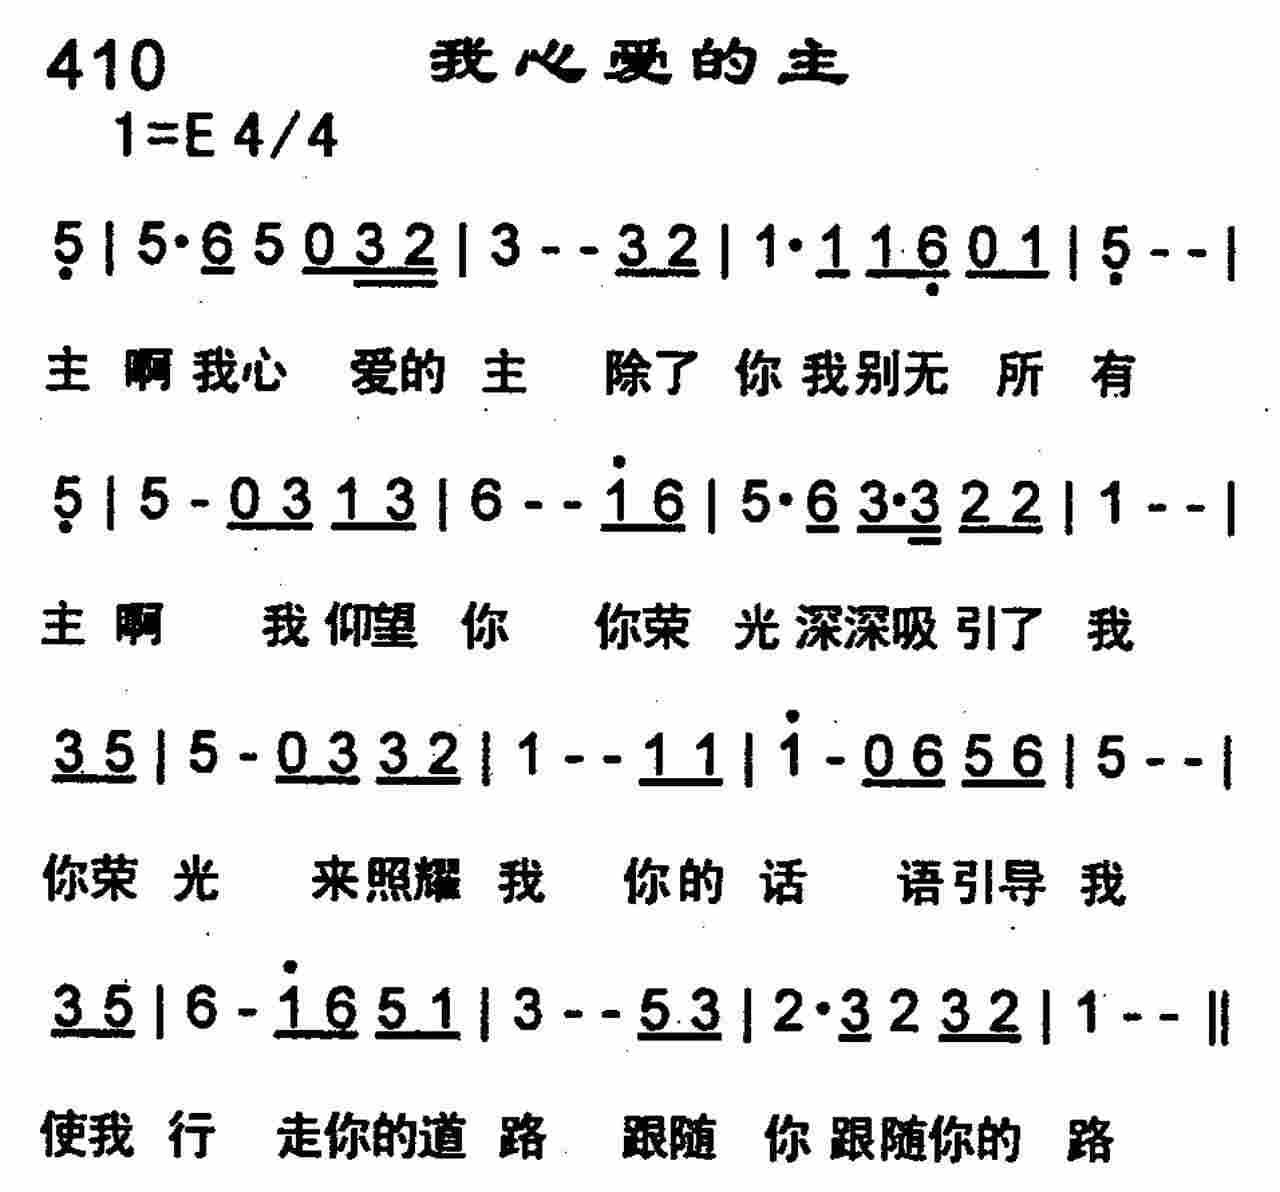 410 我心爱的主
1=E 4/4
5̣ | 5·6 5 0 3 2 | 3 - - 3 2 | 1·1 1 6̣ 0 1 | 5̣ - - |
主 啊 我心 爱的 主 除了 你 我别无 所 有
5̣ | 5 - 0 3 1 3 | 6 - - 1̇ 6 | 5·6 3·3 2 2 | 1 - - |
主 啊 我 仰望 你 你荣 光 深深吸 引了 我
3 5 | 5 - 0 3 3 2 | 1 - - 1 1 | 1̇ - 0 6 5 6 | 5 - - |
你荣 光 来照耀 我 你的 话 语引导 我
3 5 | 6 - 1̇ 6 5 1 | 3 - - 5 3 | 2·3 2 3 2 | 1 - - ‖
使我 行 走你的道 路 跟随 你 跟随你的 路